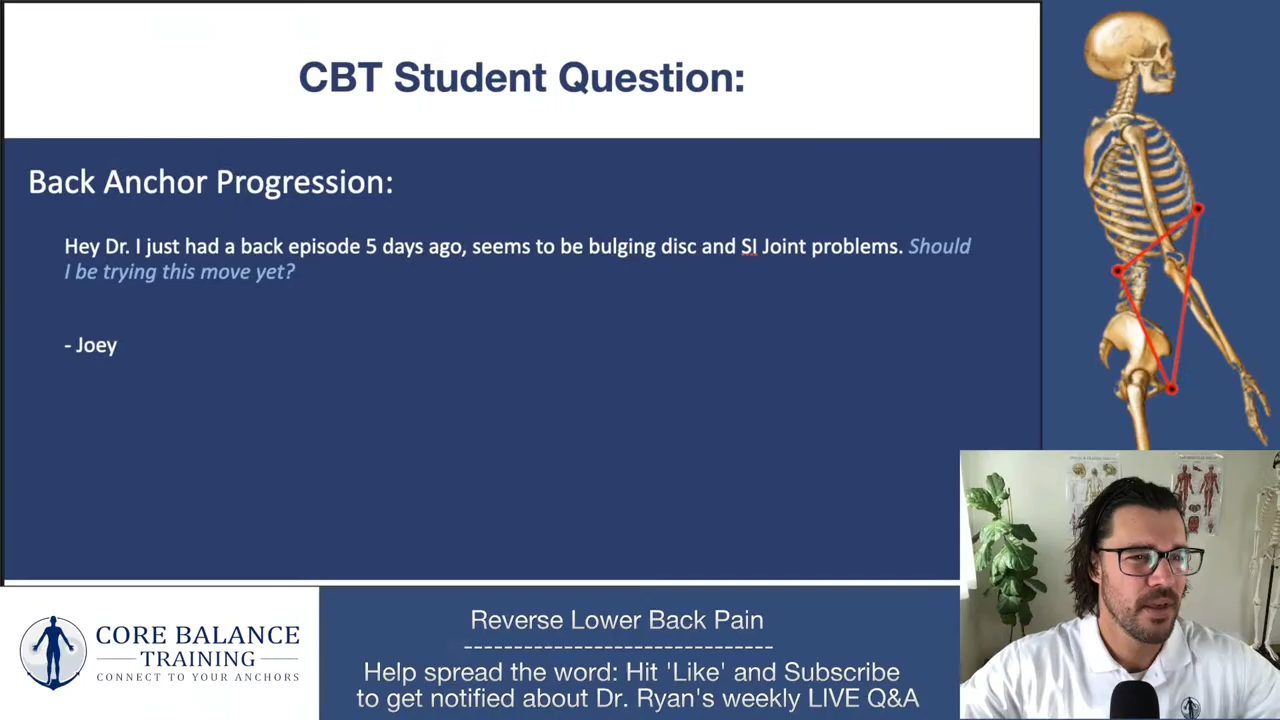 CBT Student Question:
Back Anchor Progression:
Hey Dr. I just had a back episode 5 days ago, seems to be bulging disc and SI Joint problems. Should
I be trying this move yet?
- Joey
CORE BALANCE
TRAINING
CONNECT TO YOUR ANCHORS
Reverse Lower Back Pain
-----------------------------
Help spread the word: Hit 'Like' and Subscribe
to get notified about Dr. Ryan's weekly LIVE Q&A